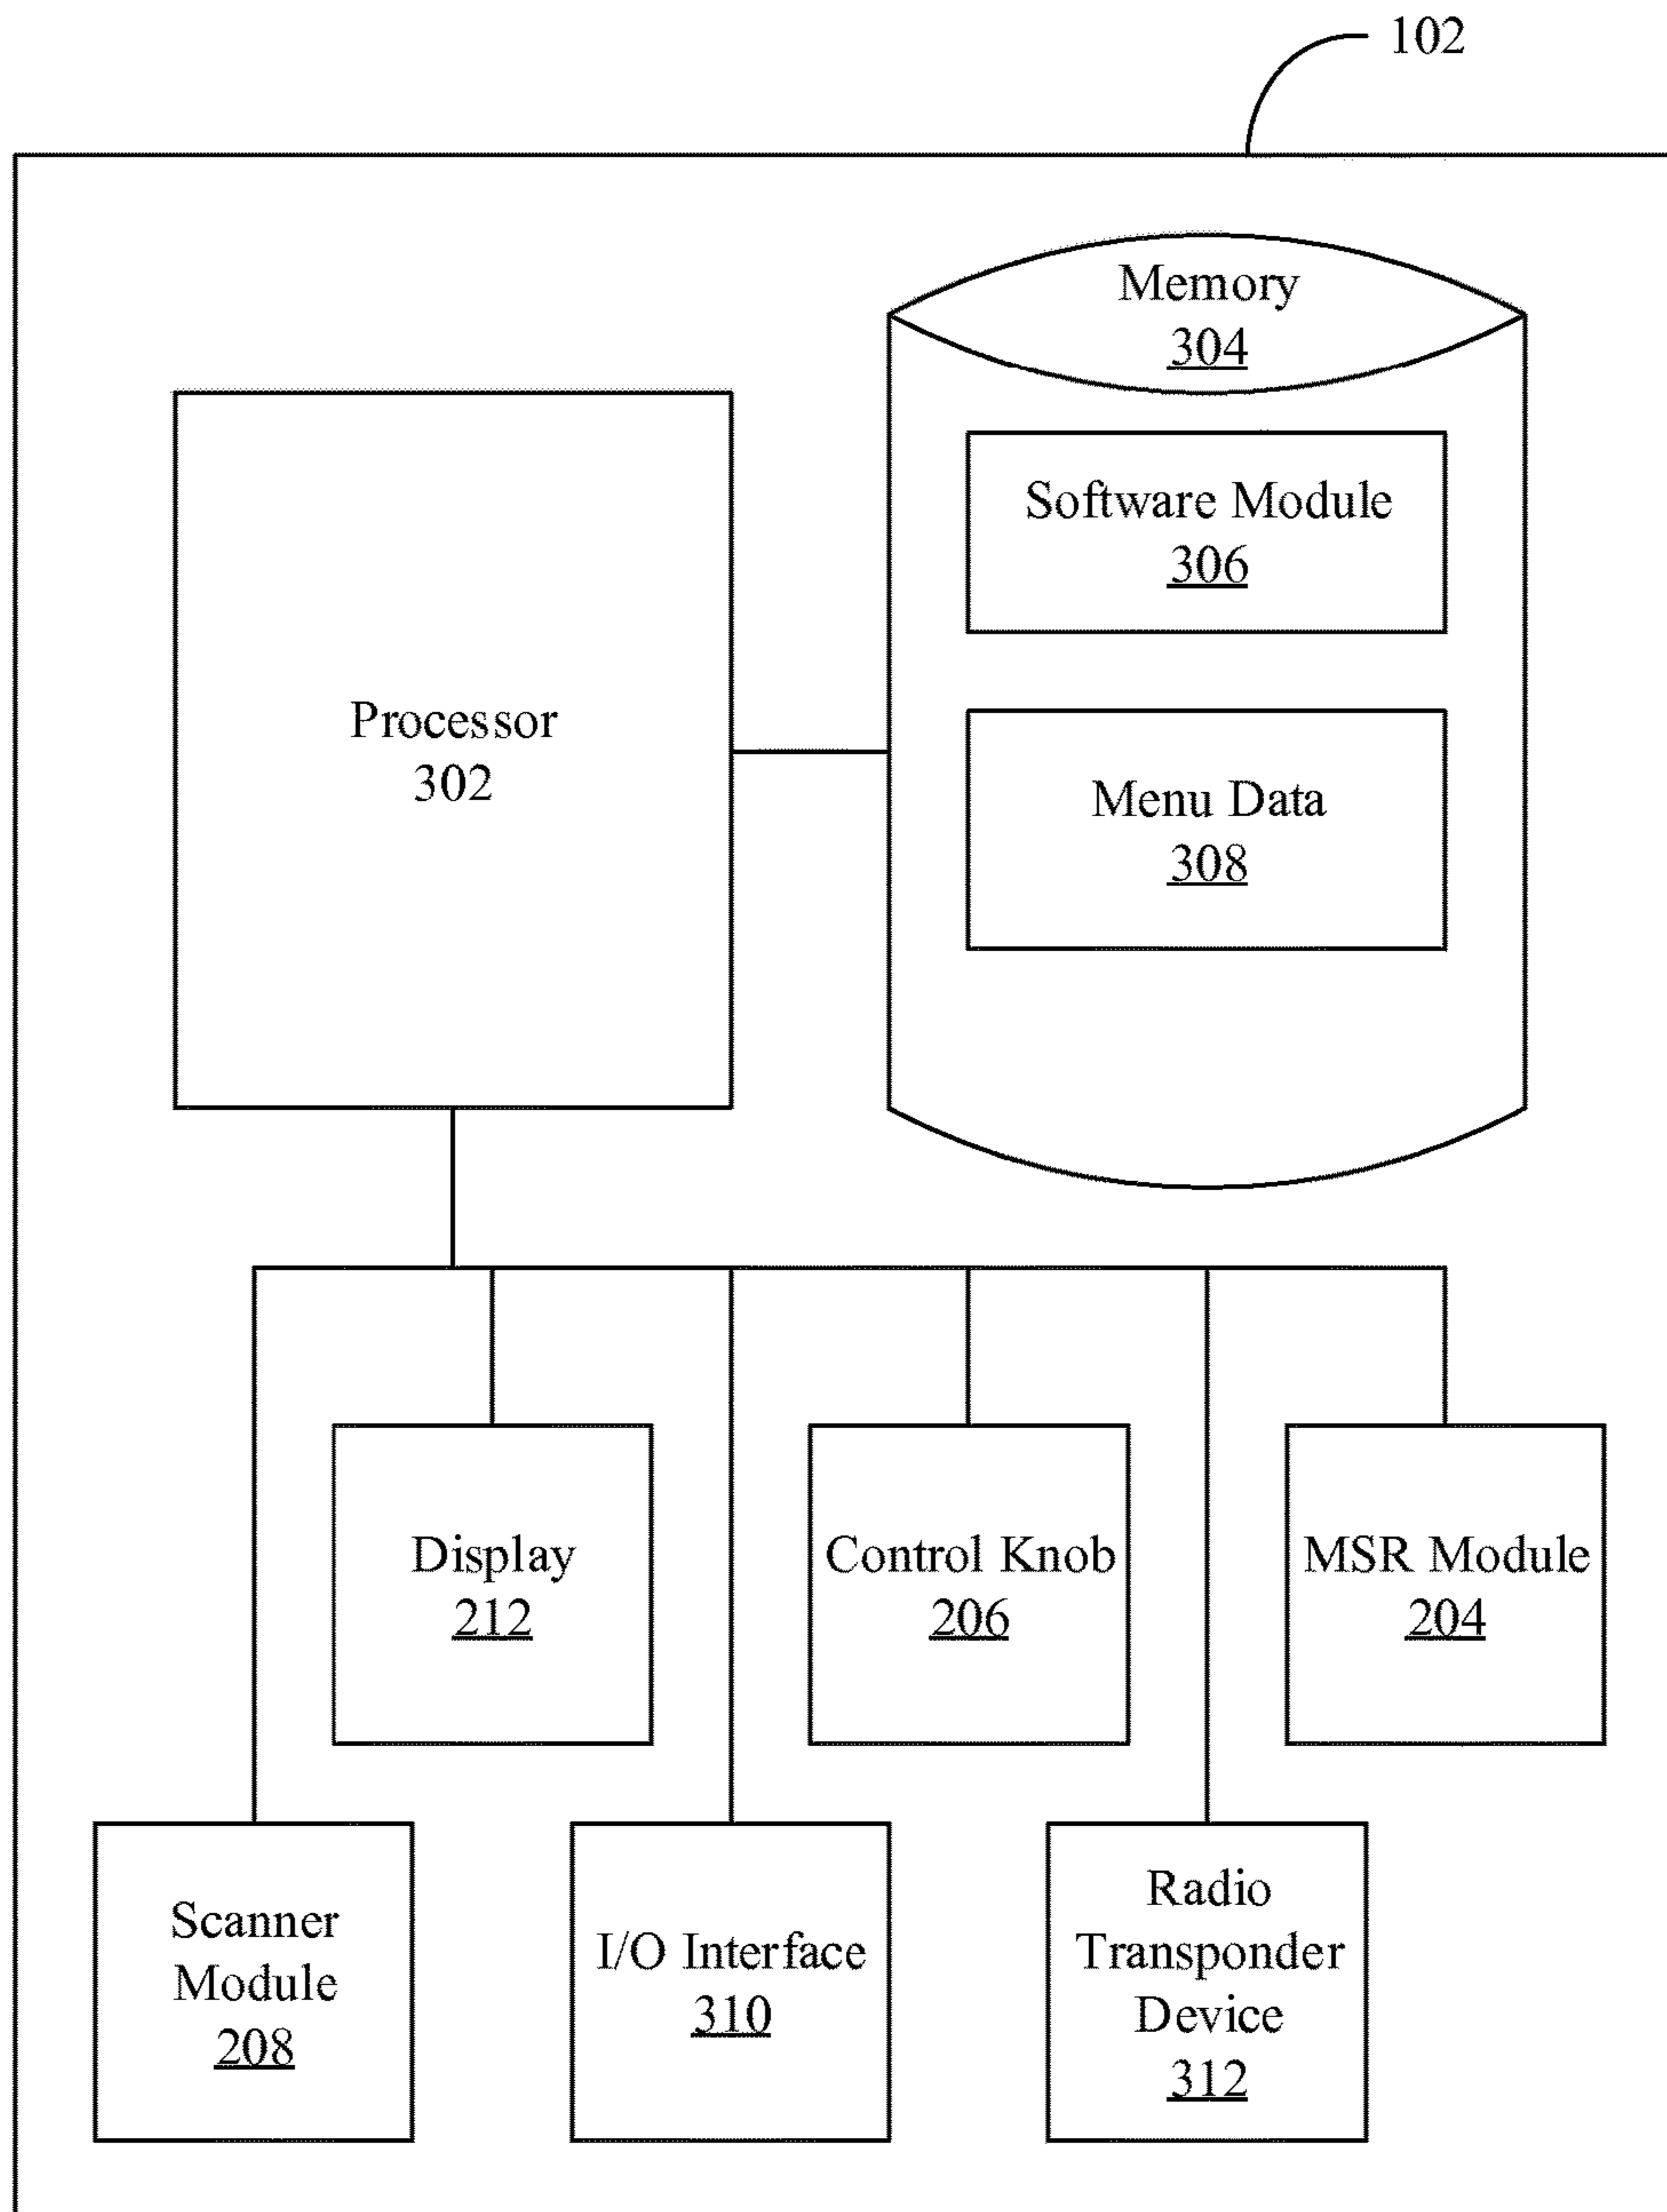 102
Memory
304
Software Module
306
Processor
302
Menu Data
308
Display
212
Control Knob
206
MSR Module
204
Scanner
Module
208
I/O Interface
310
Radio
Transponder
Device
312